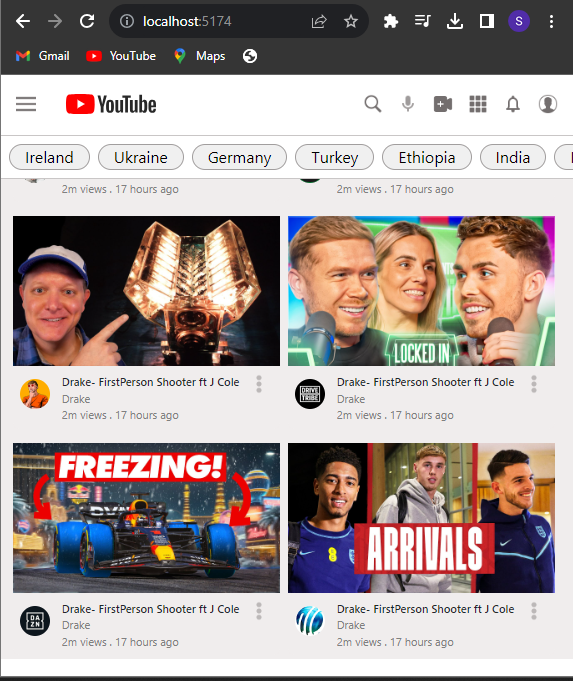 localhost:5174
S
Gmail
YouTube
Maps
YouTube
Ireland
Ukraine
Germany
Turkey
Ethiopia
India
2m views . 17 hours ago
2m views . 17 hours ago
LOCKED IN
Drake- FirstPerson Shooter ft J Cole
Drake
2m views . 17 hours ago
DRIVE TRIBE
Drake- FirstPerson Shooter ft J Cole
Drake
2m views . 17 hours ago
FREEZING!
ARRIVALS
DA
ZN
Drake- FirstPerson Shooter ft J Cole
Drake
2m views . 17 hours ago
Drake- FirstPerson Shooter ft J Cole
Drake
2m views . 17 hours ago